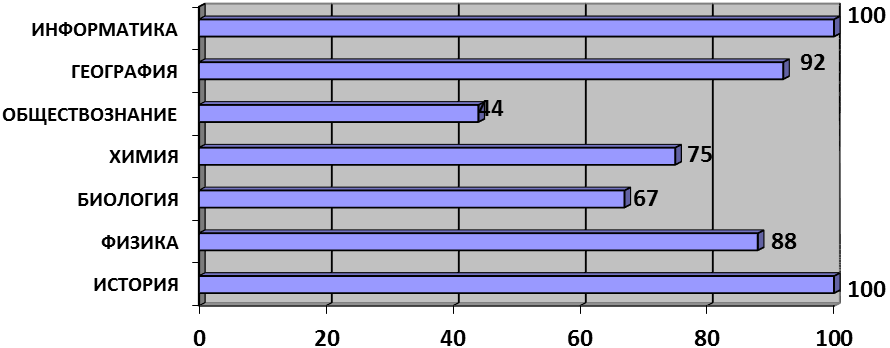 ИНФОРМАТИКА 100
ГЕОГРАФИЯ 92
ОБЩЕСТВОЗНАНИЕ 44
ХИМИЯ 75
БИОЛОГИЯ 67
ФИЗИКА 88
ИСТОРИЯ 100
0 20 40 60 80 100